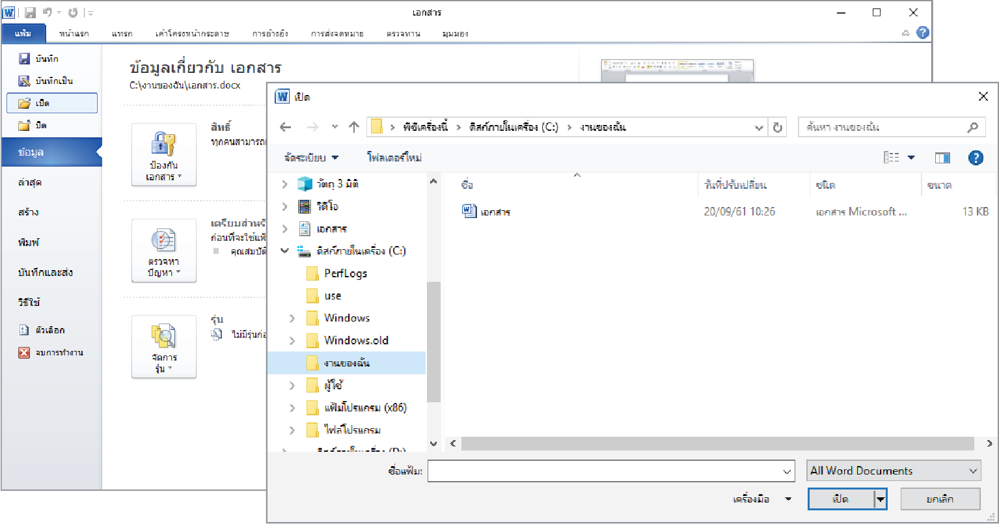 เอกสาร
แฟ้ม หน้าแรก แทรก เค้าโครงหน้ากระดาษ การอ้างอิง การส่งจดหมาย ตรวจทาน มุมมอง
บันทึก
บันทึกเป็น
เปิด
ปิด
ข้อมูล
ล่าสุด
สร้าง
พิมพ์
บันทึกและส่ง
วิธีใช้
ตัวเลือก
จบการทำงาน
ข้อมูลเกี่ยวกับ เอกสาร
C:\งานของฉัน\เอกสาร.docx
ป้องกัน
เอกสาร
สิทธิ์
ทุกคนสามารถเ
ตรวจหา
ปัญหา
เตรียมสำหรั
ก่อนที่จะใช้แฟ้
คุณสมบัติ
จัดการ
รุ่น
รุ่น
ไม่มีรุ่นก่อ
เปิด
พีซีเครื่องนี้ ดิสก์ภายในเครื่อง (C:) งานของฉัน
ค้นหา งานของฉัน
จัดระเบียบ โฟลเดอร์ใหม่
วัตถุ 3 มิติ
วิดีโอ
เอกสาร
ดิสก์ภายในเครื่อง (C:)
PerfLogs
use
Windows
Windows.old
งานของฉัน
ผู้ใช้
แฟ้มโปรแกรม (x86)
ไฟล์โปรแกรม
ดิสก์ภายในเครื่อง (D:)
ชื่อ วันที่ปรับเปลี่ยน ชนิด ขนาด
เอกสาร 20/09/61 10:26 เอกสาร Microsoft ... 13 KB
ชื่อแฟ้ม: All Word Documents
เครื่องมือ เปิด ยกเลิก